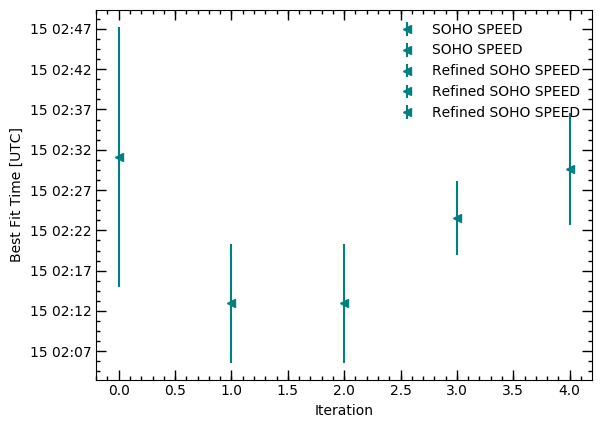 SOHO SPEED
SOHO SPEED
Refined SOHO SPEED
Refined SOHO SPEED
Refined SOHO SPEED
Best Fit Time [UTC]
15 02:47
15 02:42
15 02:37
15 02:32
15 02:27
15 02:22
15 02:17
15 02:12
15 02:07
0.0 0.5 1.0 1.5 2.0 2.5 3.0 3.5 4.0
Iteration